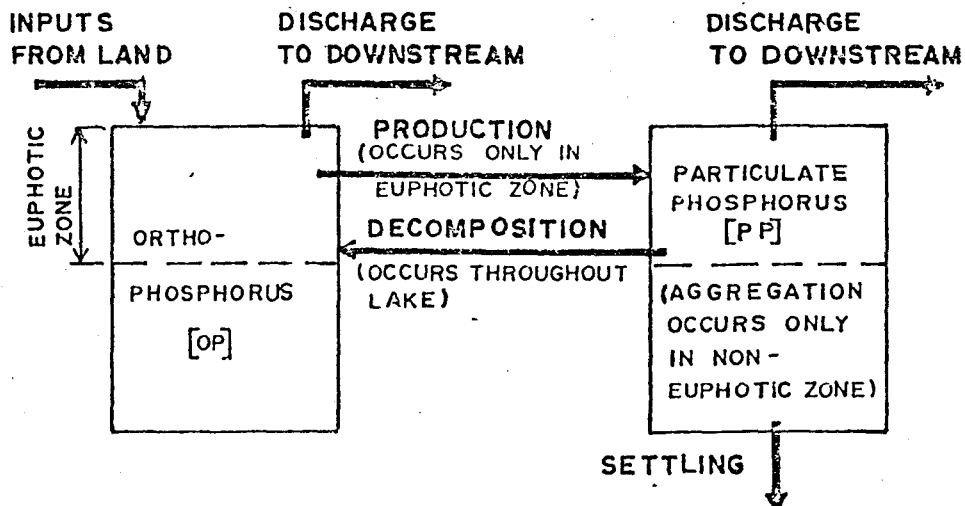 INPUTS
FROM LAND
DISCHARGE
TO DOWNSTREAM
DISCHARGE
TO DOWNSTREAM
EUPHOTIC
ZONE
ORTHO-
PHOSPHORUS
[OP]
PRODUCTION
(OCCURS ONLY IN
EUPHOTIC ZONE)
DECOMPOSITION
(OCCURS THROUGHOUT
LAKE)
PARTICULATE
PHOSPHORUS
[PP]
(AGGREGATION
OCCURS ONLY
IN NON-
EUPHOTIC ZONE)
SETTLING